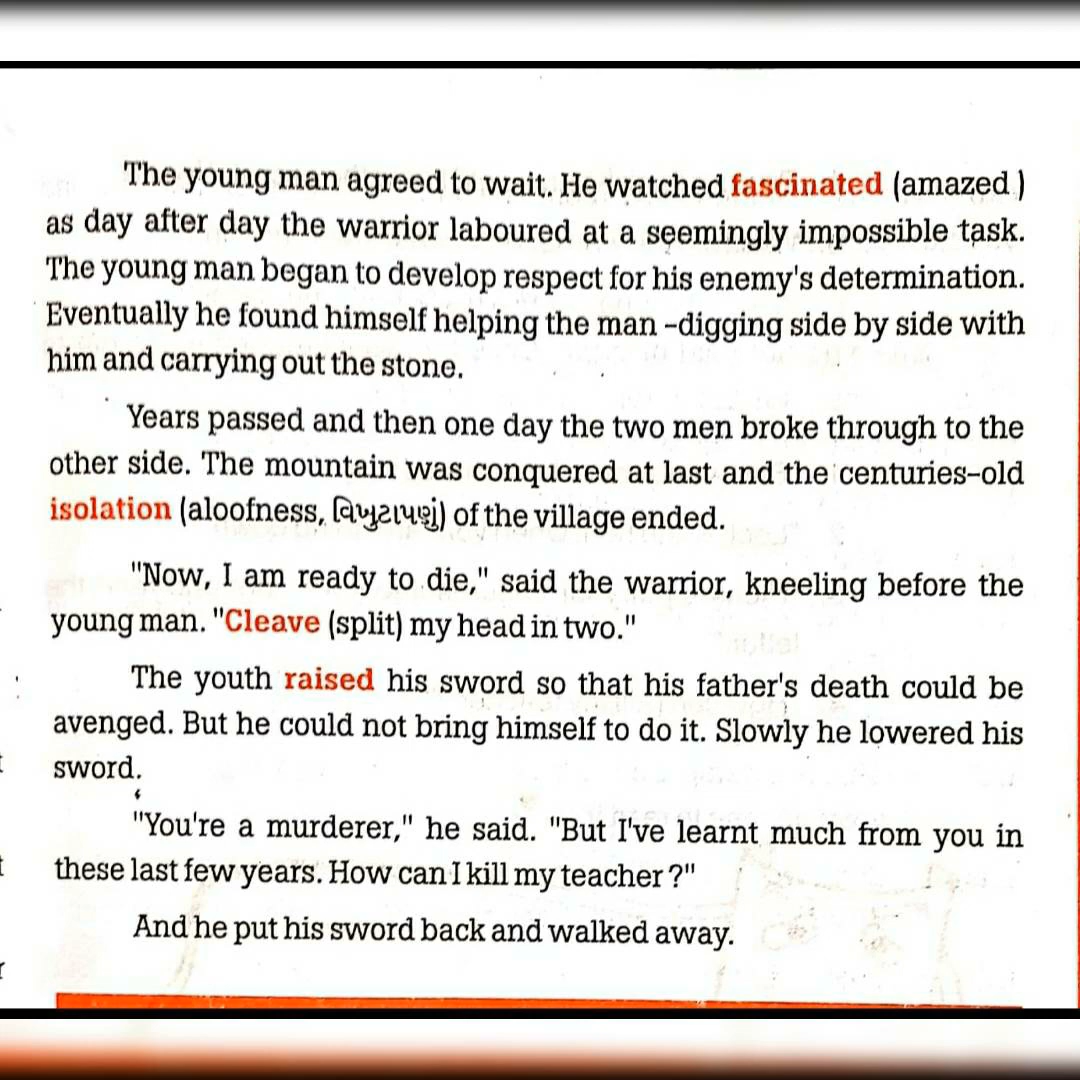 The young man agreed to wait. He watched fascinated (amazed )
as day after day the warrior laboured at a seemingly impossible task.
The young man began to develop respect for his enemy's determination.
Eventually he found himself helping the man -digging side by side with
him and carrying out the stone.
Years passed and then one day the two men broke through to the
other side. The mountain was conquered at last and the centuries-old
isolation (aloofness, વિખૂટાપણું) of the village ended.
"Now, I am ready to die," said the warrior, kneeling before the
young man. "Cleave (split) my head in two."
The youth raised his sword so that his father's death could be
avenged. But he could not bring himself to do it. Slowly he lowered his
sword.
"You're a murderer," he said. "But I've learnt much from you in
these last few years. How can I kill my teacher ?"
And he put his sword back and walked away.